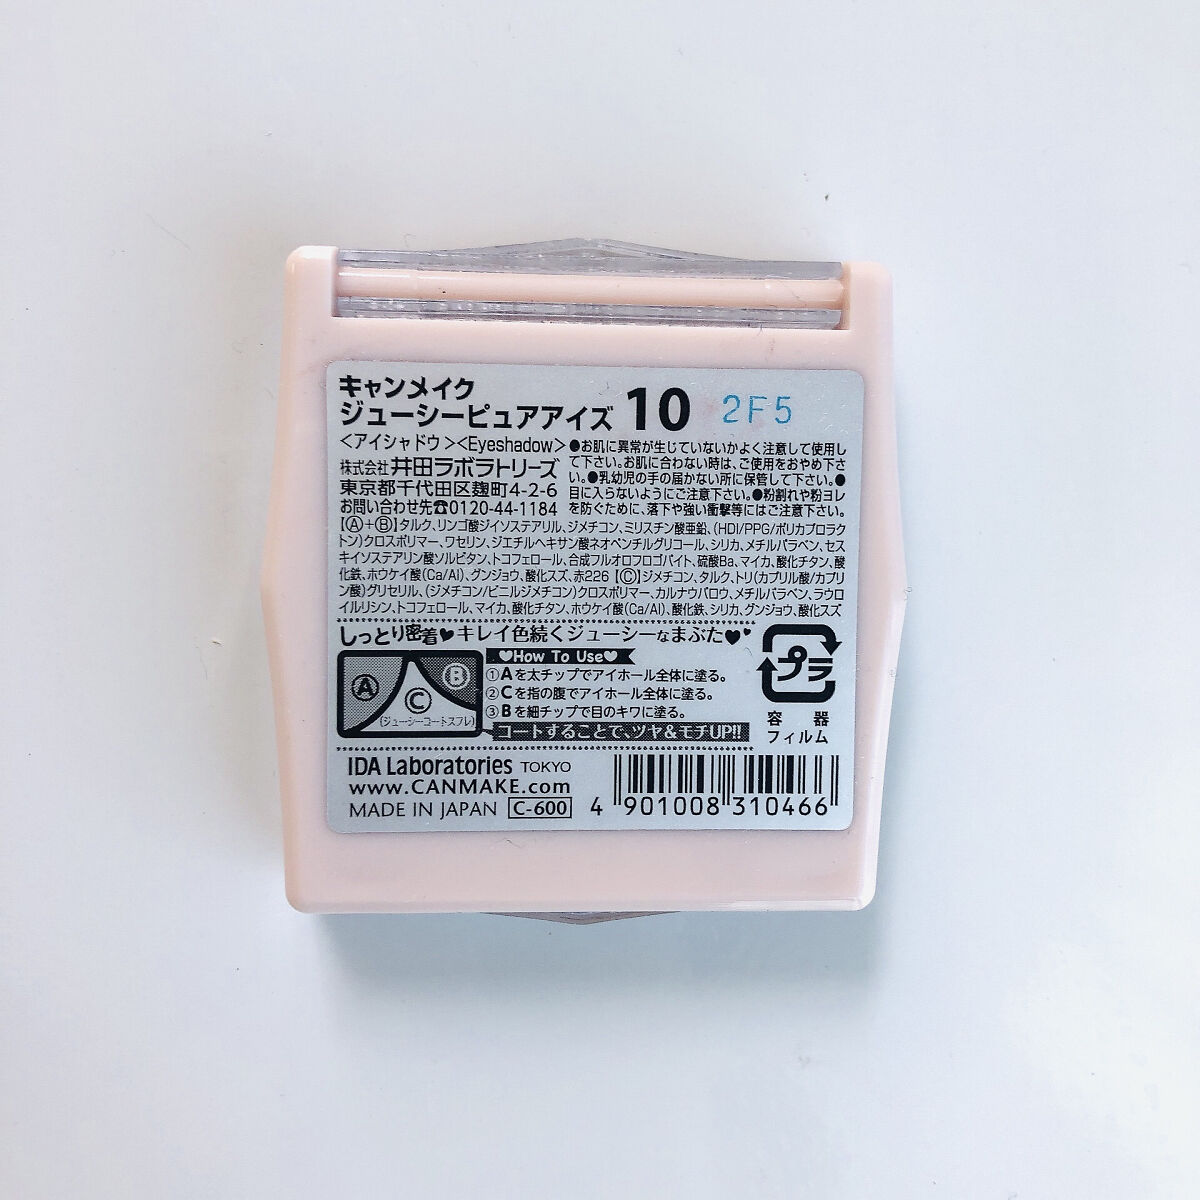 キャンメイク
ジューシーピュアアイズ 10 2F5
<アイシャドウ><Eyeshadow>
株式会社 井田ラボラトリーズ
東京都千代田区麹町4-2-6
お問い合わせ先☎0120-44-1184
●お肌に異常が生じていないかよく注意して使用し
て下さい。お肌に合わない時は、ご使用をおやめ下さ
い。●乳幼児の手の届かない所に保管して下さい。●
目に入らないようにご注意下さい。●粉割れや粉ヨレ
を防ぐために、落下や強い衝撃等にはご注意下さい。
【Ⓐ+Ⓑ】タルク、リンゴ酸ジイソステアリル、ジメチコン、ミリスチン酸亜鉛、(HDI/PPG/ポリカプロラク
トン)クロスポリマー、ワセリン、ジエチルヘキサン酸ネオペンチルグリコール、シリカ、メチルパラベン、セス
キイソステアリン酸ソルビタン、トコフェロール、合成フルオロフロゴパイト、硫酸Ba、マイカ、酸化チタン、酸
化鉄、ホウケイ酸(Ca/Al)、グンジョウ、酸化スズ、赤226【Ⓒ】ジメチコン、タルク、トリ(カプリル酸/カプリ
ン酸)グリセリル、(ジメチコン/ビニルジメチコン)クロスポリマー、カルナウバロウ、メチルパラベン、ラウロ
イルリシン、トコフェロール、マイカ、酸化チタン、ホウケイ酸(Ca/Al)、酸化鉄、シリカ、グンジョウ、酸化スズ
しっとり密着♥キレイ色続くジューシーなまぶた♥♥
Ⓐ Ⓑ
Ⓒ
(ジューシーコートスフレ)
♥How To Use♥
①Aを太チップでアイホール全体に塗る。
②Cを指の腹でアイホール全体に塗る。
③Bを細チップで目のキワに塗る。
コートすることで、ツヤ&モチUP!!
プラ
容器
フィルム
IDA Laboratories TOKYO
www.CANMAKE.com
MADE IN JAPAN C-600
4 901008 310466